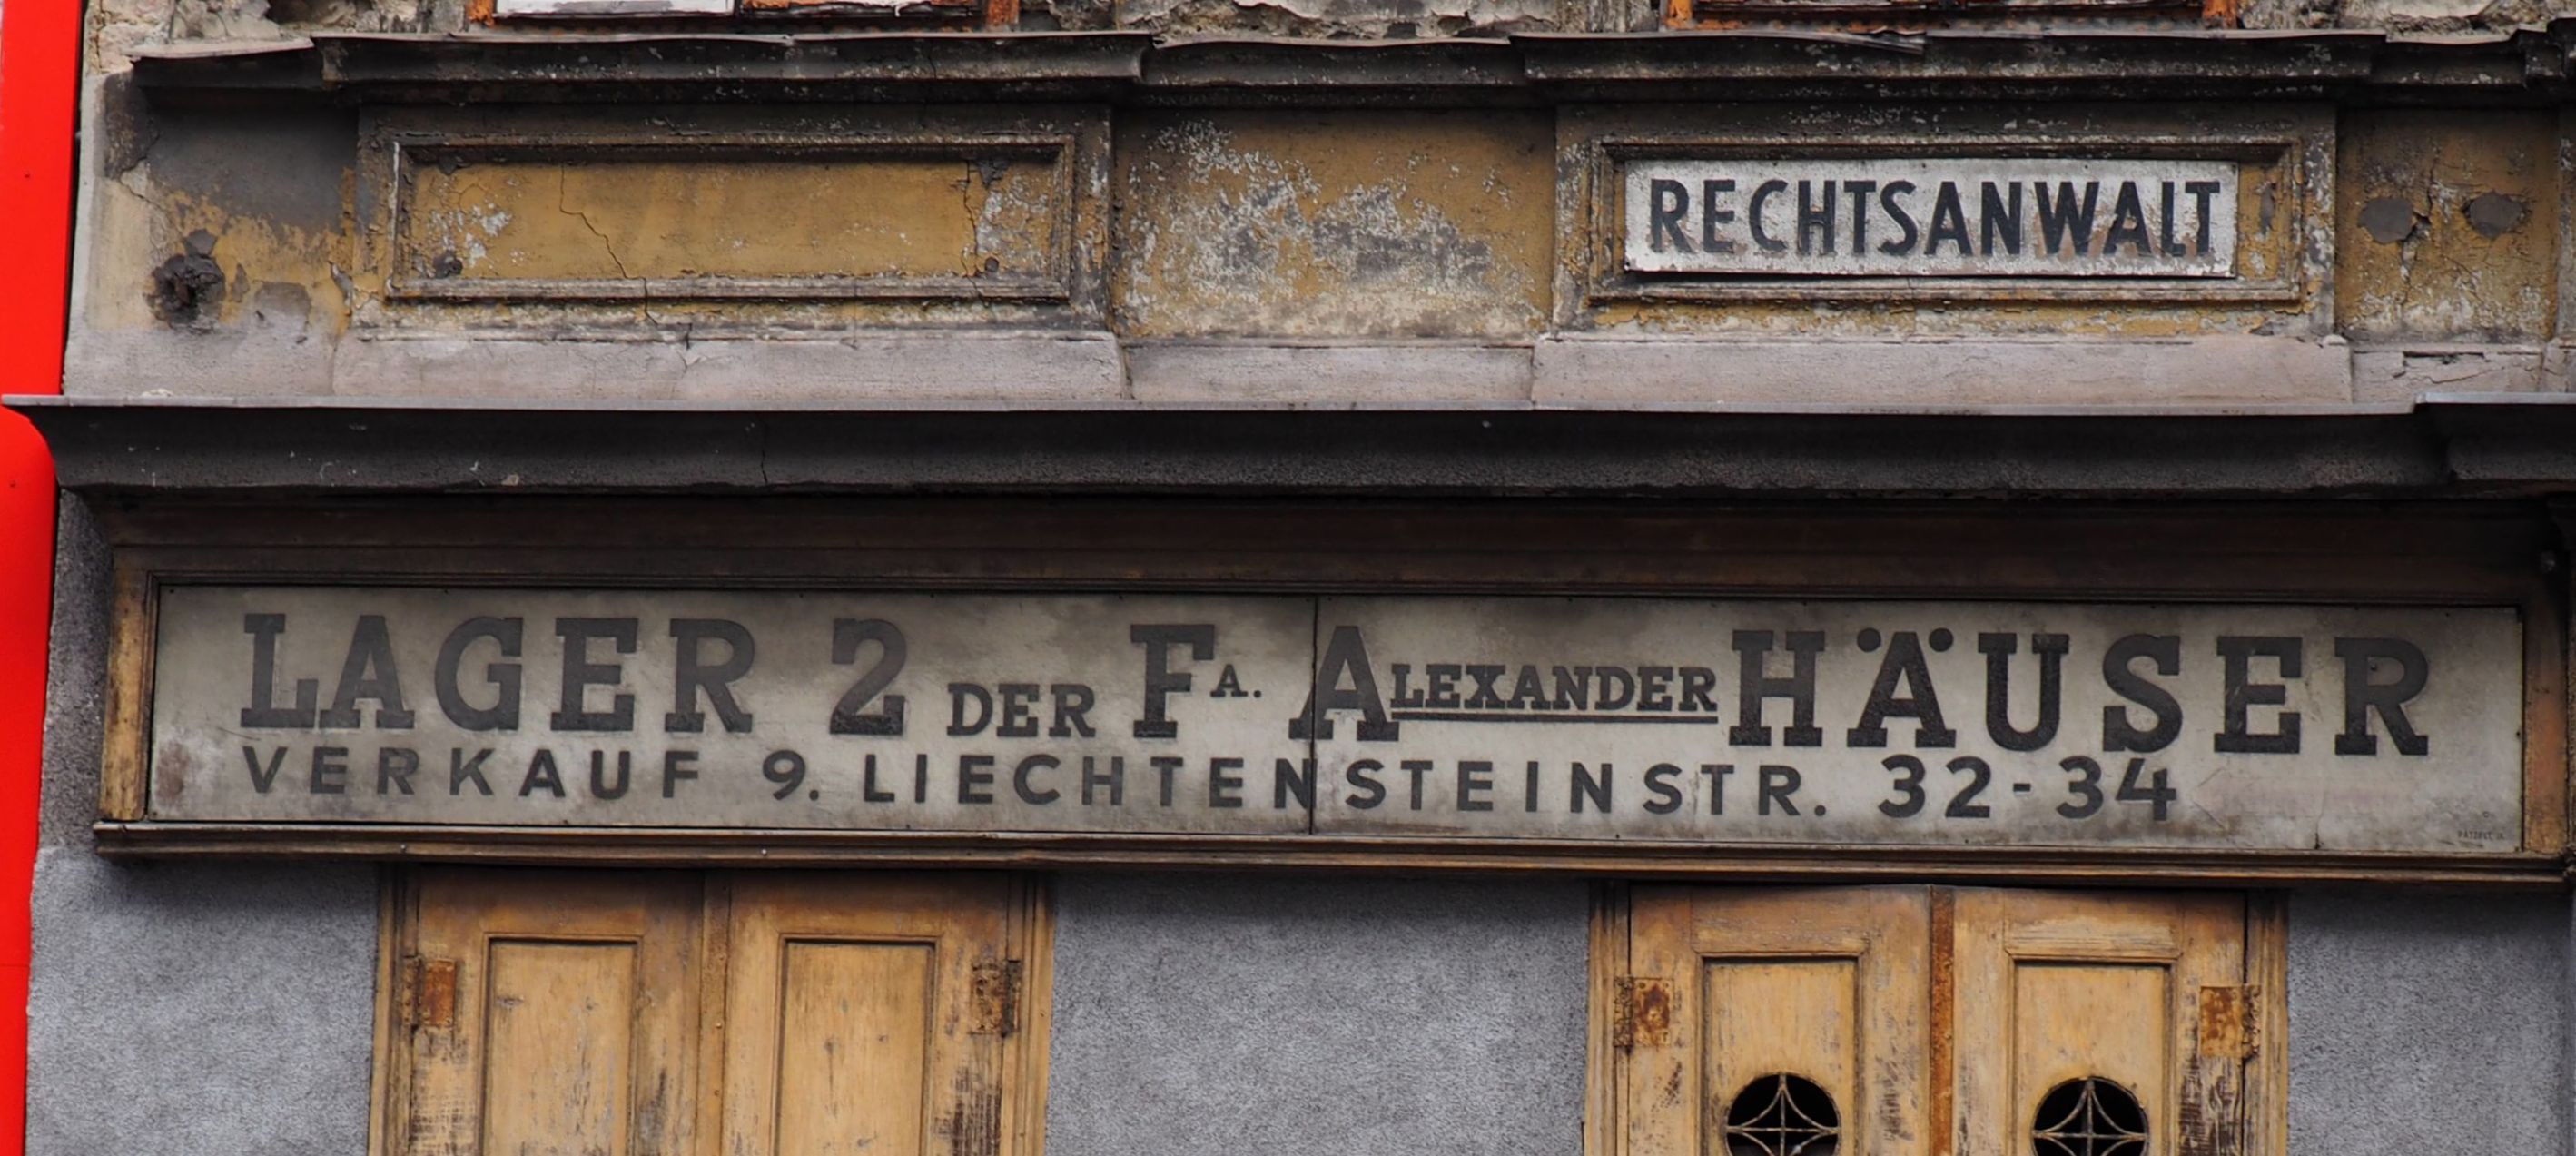 RECHTSANWALT
LAGER 2 DER FA. ALEXANDER HÄUSER
VERKAUF 9. LIECHTENSTEINSTR. 32-34